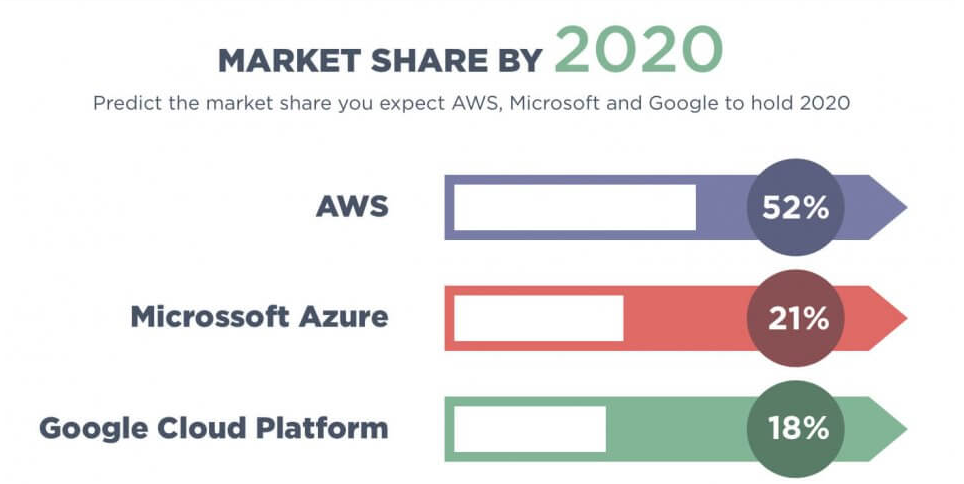 MARKET SHARE BY 2020
Predict the market share you expect AWS, Microsoft and Google to hold 2020
AWS 52%
Microssoft Azure 21%
Google Cloud Platform 18%